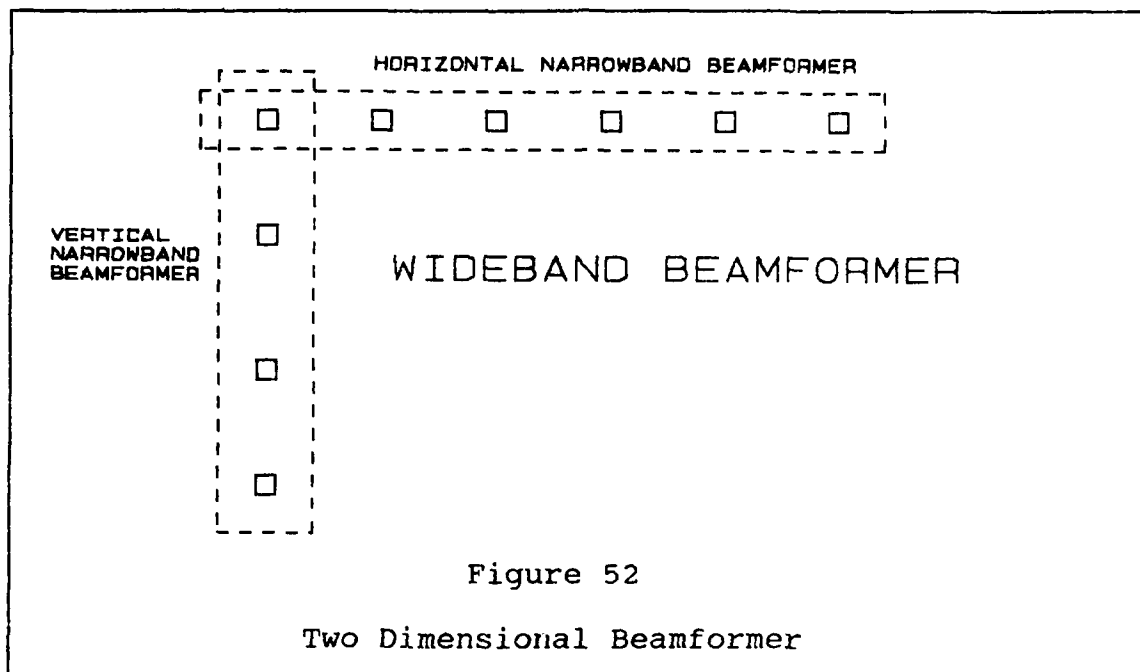 HORIZONTAL NARROWBAND BEAMFORMER
VERTICAL
NARROWBAND
BEAMFORMER
WIDEBAND BEAMFORMER
Figure 52
Two Dimensional Beamformer